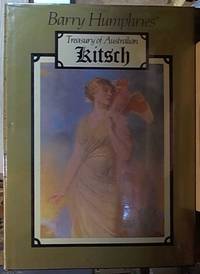 Barry Humphries'
Treasury of Australian
Kitsch